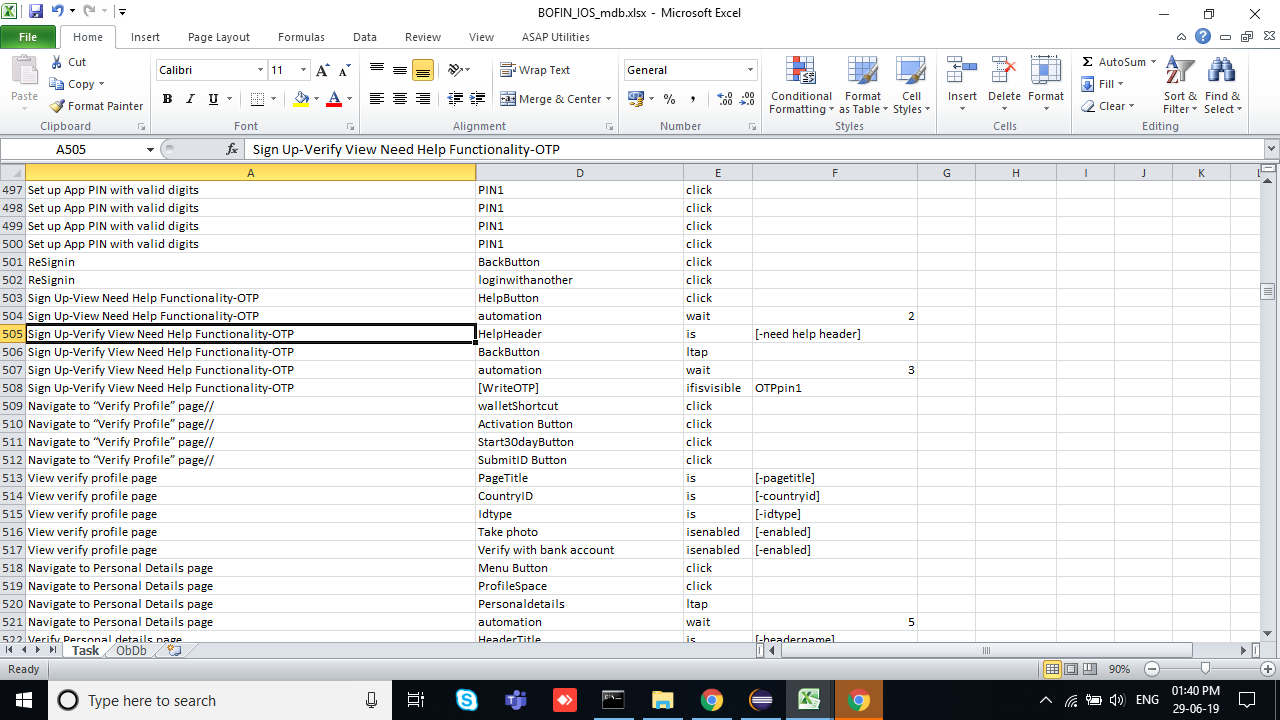 BOFIN_IOS_mdb.xlsx - Microsoft Excel
File Home Insert Page Layout Formulas Data Review View ASAP Utilities
Paste Cut Copy Format Painter Clipboard
Calibri 11 B I U A Font
Wrap Text Merge & Center Alignment
General % , Number
Conditional Formatting Format as Table Cell Styles Styles
Insert Delete Format Cells
AutoSum Fill Clear Sort & Filter Find & Select Editing
A505 fx Sign Up-Verify View Need Help Functionality-OTP
A D E F G H I J K L
497 Set up App PIN with valid digits PIN1 click
498 Set up App PIN with valid digits PIN1 click
499 Set up App PIN with valid digits PIN1 click
500 Set up App PIN with valid digits PIN1 click
501 ReSignin BackButton click
502 ReSignin loginwithanother click
503 Sign Up-View Need Help Functionality-OTP HelpButton click
504 Sign Up-View Need Help Functionality-OTP automation wait 2
505 Sign Up-Verify View Need Help Functionality-OTP HelpHeader is [-need help header]
506 Sign Up-Verify View Need Help Functionality-OTP BackButton ltap
507 Sign Up-Verify View Need Help Functionality-OTP automation wait 3
508 Sign Up-Verify View Need Help Functionality-OTP [WriteOTP] ifisvisible OTPpin1
509 Navigate to “Verify Profile” page// walletShortcut click
510 Navigate to “Verify Profile” page// Activation Button click
511 Navigate to “Verify Profile” page// Start30dayButton click
512 Navigate to “Verify Profile” page// SubmitID Button click
513 View verify profile page PageTitle is [-pagetitle]
514 View verify profile page CountryID is [-countryid]
515 View verify profile page Idtype is [-idtype]
516 View verify profile page Take photo isenabled [-enabled]
517 View verify profile page Verify with bank account isenabled [-enabled]
518 Navigate to Personal Details page Menu Button click
519 Navigate to Personal Details page ProfileSpace click
520 Navigate to Personal Details page Personaldetails ltap
521 Navigate to Personal Details page automation wait 5
522 Verify Personal details page HeaderTitle is [-headername]
Task ObDb
Ready 90%
Type here to search ENG 01:40 PM
29-06-19